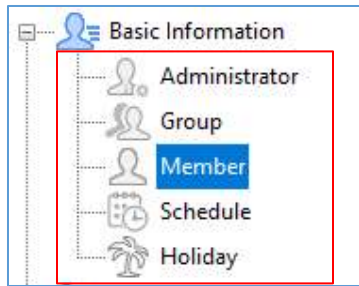 Basic Information
Administrator
Group
Member
Schedule
Holiday